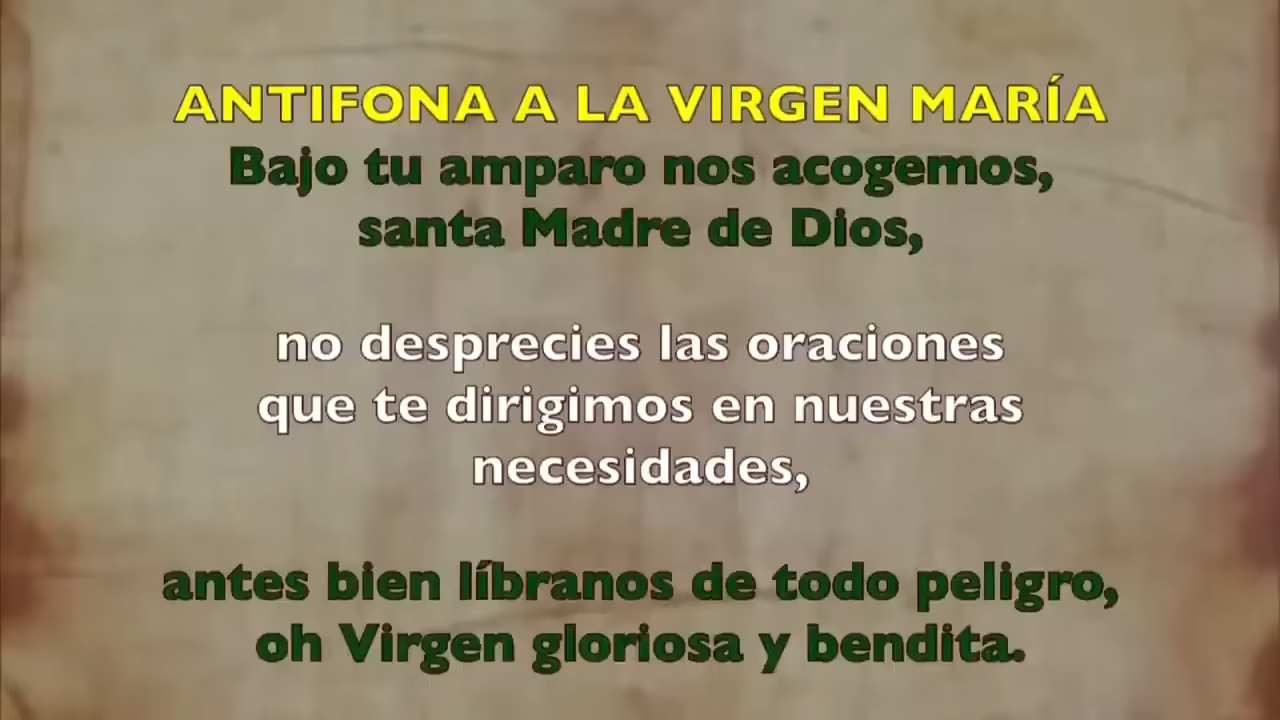 ANTIFONA A LA VIRGEN MARÍA
Bajo tu amparo nos acogemos,
santa Madre de Dios,
no desprecies las oraciones
que te dirigimos en nuestras
necesidades,
antes bien líbranos de todo peligro,
oh Virgen gloriosa y bendita.